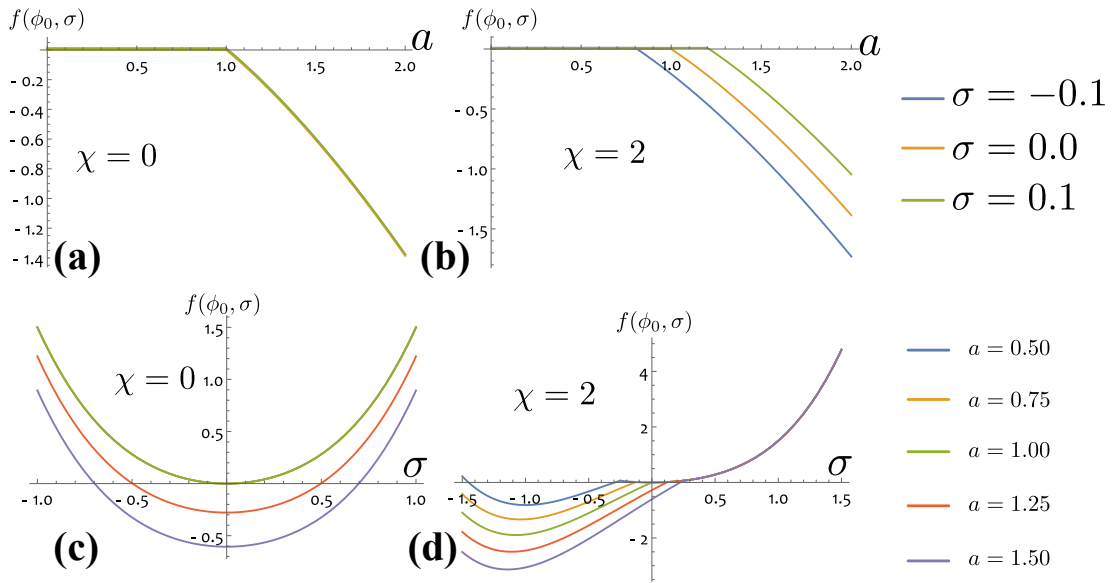 f(ϕ₀, σ)
a
0.5 1.0 1.5 2.0
- 0.2
- 0.4
- 0.6
- 0.8
- 1.0
- 1.2
- 1.4
χ = 0
(a)
f(ϕ₀, σ)
a
0.5 1.0 1.5 2.0
- 0.5
- 1.0
- 1.5
χ = 2
(b)
σ = −0.1
σ = 0.0
σ = 0.1
f(ϕ₀, σ)
1.5
1.0
0.5
- 0.5
χ = 0
σ
- 1.0 - 0.5 0.5 1.0
(c)
f(ϕ₀, σ)
4
2
- 2
χ = 2
σ
- 1.5 - 1.0 - 0.5 0.5 1.0 1.5
(d)
a = 0.50
a = 0.75
a = 1.00
a = 1.25
a = 1.50